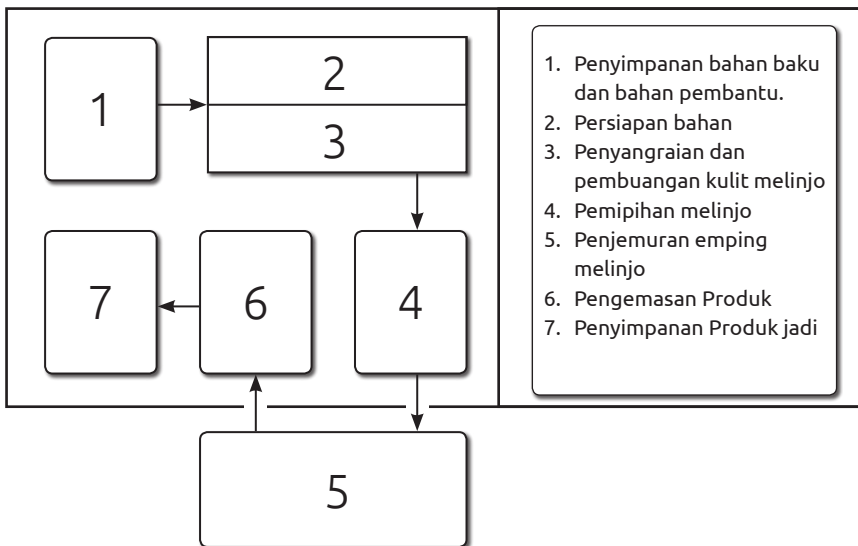 1
2
3
7
6
4
5
1. Penyimpanan bahan baku
dan bahan pembantu.
2. Persiapan bahan
3. Penyangraian dan
pembuangan kulit melinjo
4. Pemipihan melinjo
5. Penjemuran emping
melinjo
6. Pengemasan Produk
7. Penyimpanan Produk jadi